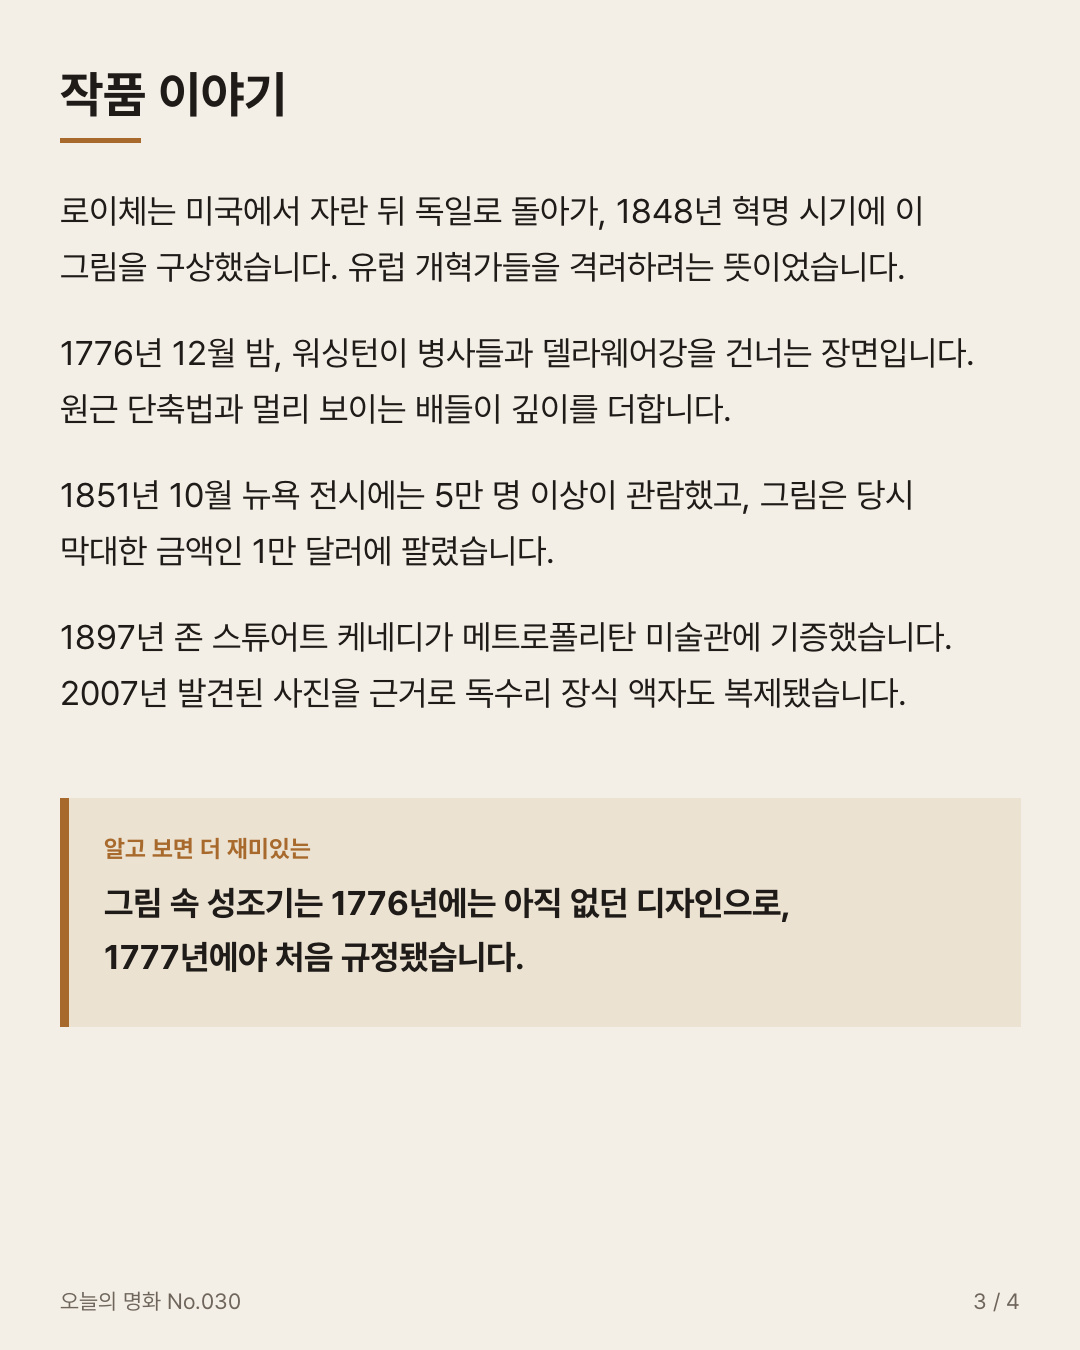 작품 이야기
로이체는 미국에서 자란 뒤 독일로 돌아가, 1848년 혁명 시기에 이
그림을 구상했습니다. 유럽 개혁가들을 격려하려는 뜻이었습니다.
1776년 12월 밤, 워싱턴이 병사들과 델라웨어강을 건너는 장면입니다.
원근 단축법과 멀리 보이는 배들이 깊이를 더합니다.
1851년 10월 뉴욕 전시에는 5만 명 이상이 관람했고, 그림은 당시
막대한 금액인 1만 달러에 팔렸습니다.
1897년 존 스튜어트 케네디가 메트로폴리탄 미술관에 기증했습니다.
2007년 발견된 사진을 근거로 독수리 장식 액자도 복제됐습니다.
알고 보면 더 재미있는
그림 속 성조기는 1776년에는 아직 없던 디자인으로,
1777년에야 처음 규정됐습니다.
오늘의 명화 No.030
3 / 4